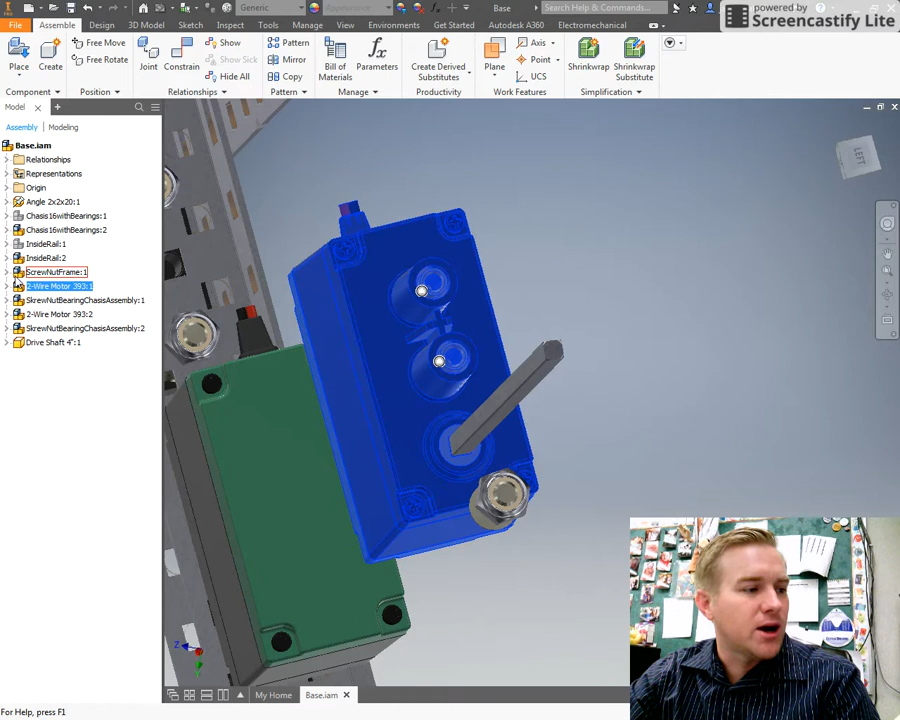 Generic
Appearance
Base
Search Help & Commands...
powered by
Screencastify Lite
File
Assemble
Design
3D Model
Sketch
Inspect
Tools
Manage
View
Environments
Get Started
Autodesk A360
Electromechanical
Place
Create
Free Move
Free Rotate
Joint
Constrain
Show
Show Sick
Hide All
Pattern
Mirror
Copy
Bill of
Materials
fx
Parameters
Create Derived
Substitutes
Plane
Axis
Point
UCS
Shrinkwrap
Shrinkwrap
Substitute
Component
Position
Relationships
Pattern
Manage
Productivity
Work Features
Simplification
Model
Assembly
Modeling
Base.iam
Relationships
Representations
Origin
Angle 2x2x20:1
Chasis16withBearings:1
Chasis16withBearings:2
InsideRail:1
InsideRail:2
ScrewNutFrame:1
2-Wire Motor 393:1
SkrewNutBearingChasisAssembly:1
2-Wire Motor 393:2
SkrewNutBearingChasisAssembly:2
Drive Shaft 4":1
LEFT
Z
My Home
Base.iam
For Help, press F1